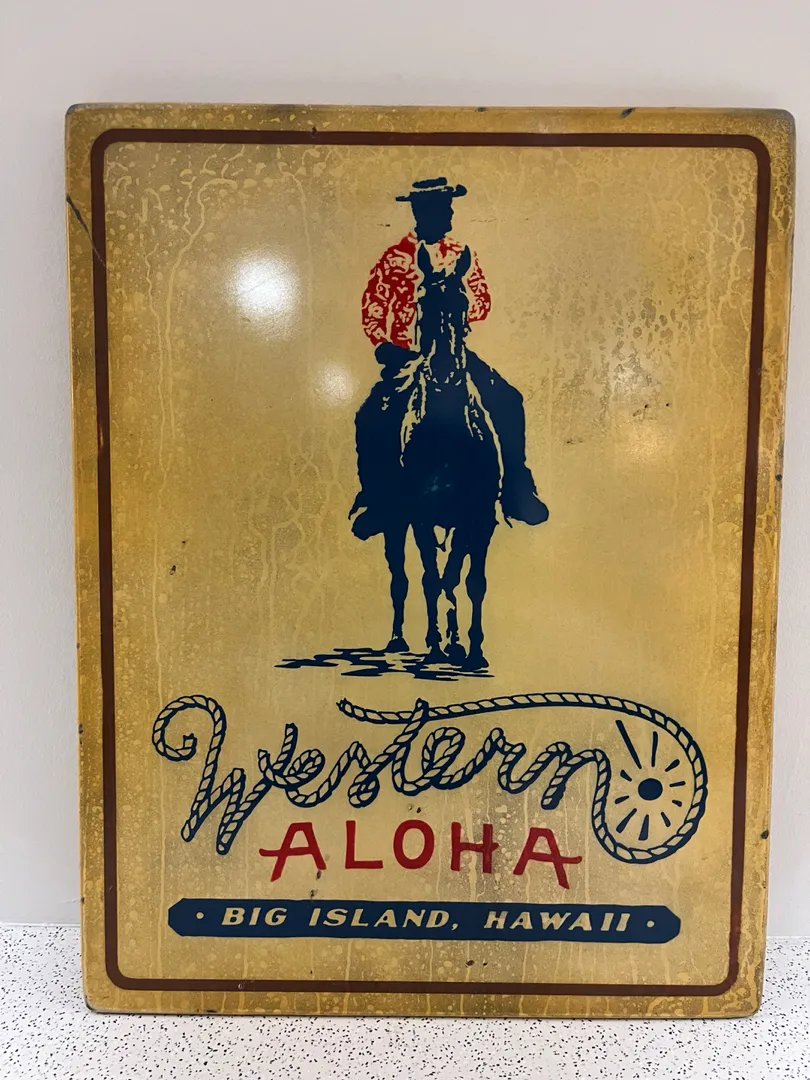 Western
ALOHA
• BIG ISLAND, HAWAII •